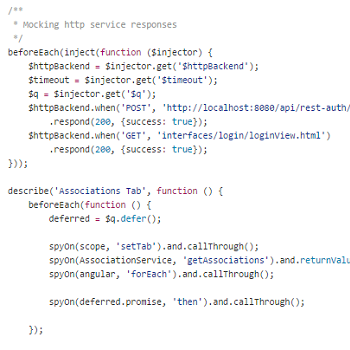 /**
 * Mocking http service responses
 */
beforeEach(inject(function ($injector) {
    $httpBackend = $injector.get('$httpBackend');
    $timeout = $injector.get('$timeout');
    $q = $injector.get('$q');
    $httpBackend.when('POST', 'http://localhost:8080/api/rest-auth/
        .respond(200, {success: true});
    $httpBackend.when('GET', 'interfaces/login/loginView.html')
        .respond(200, {success: true});
}));
describe('Associations Tab', function () {
    beforeEach(function () {
        deferred = $q.defer();
        spyOn(scope, 'setTab').and.callThrough();
        spyOn(AssociationService, 'getAssociations').and.returnValu
        spyOn(angular, 'forEach').and.callThrough();
        spyOn(deferred.promise, 'then').and.callThrough();
    });